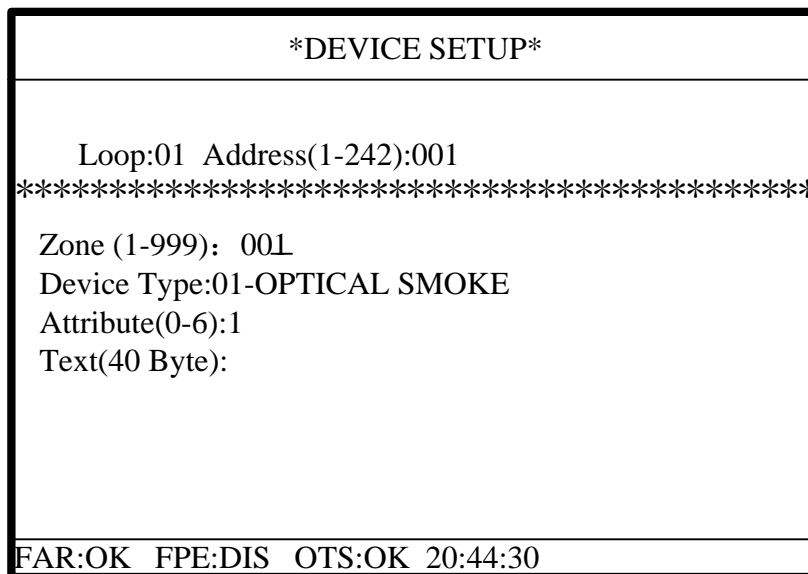 *DEVICE SETUP*
Loop:01 Address(1-242):001
*******************************************
Zone (1-999)：001
Device Type:01-OPTICAL SMOKE
Attribute(0-6):1
Text(40 Byte):
FAR:OK FPE:DIS OTS:OK 20:44:30